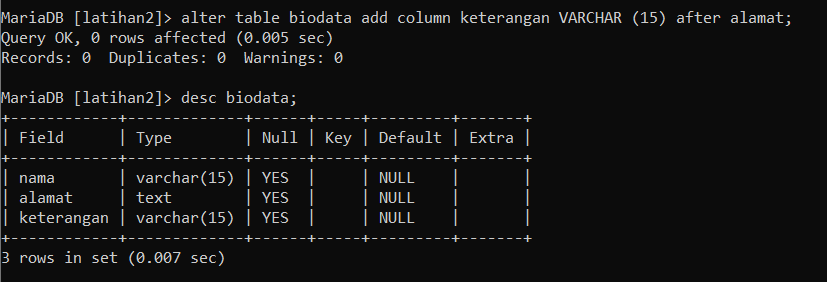 MariaDB [latihan2]> alter table biodata add column keterangan VARCHAR (15) after alamat;
Query OK, 0 rows affected (0.005 sec)
Records: 0  Duplicates: 0  Warnings: 0

MariaDB [latihan2]> desc biodata;
+------------+-------------+------+-----+---------+-------+
| Field      | Type        | Null | Key | Default | Extra |
+------------+-------------+------+-----+---------+-------+
| nama       | varchar(15) | YES  |     | NULL    |       |
| alamat     | text        | YES  |     | NULL    |       |
| keterangan | varchar(15) | YES  |     | NULL    |       |
+------------+-------------+------+-----+---------+-------+
3 rows in set (0.007 sec)